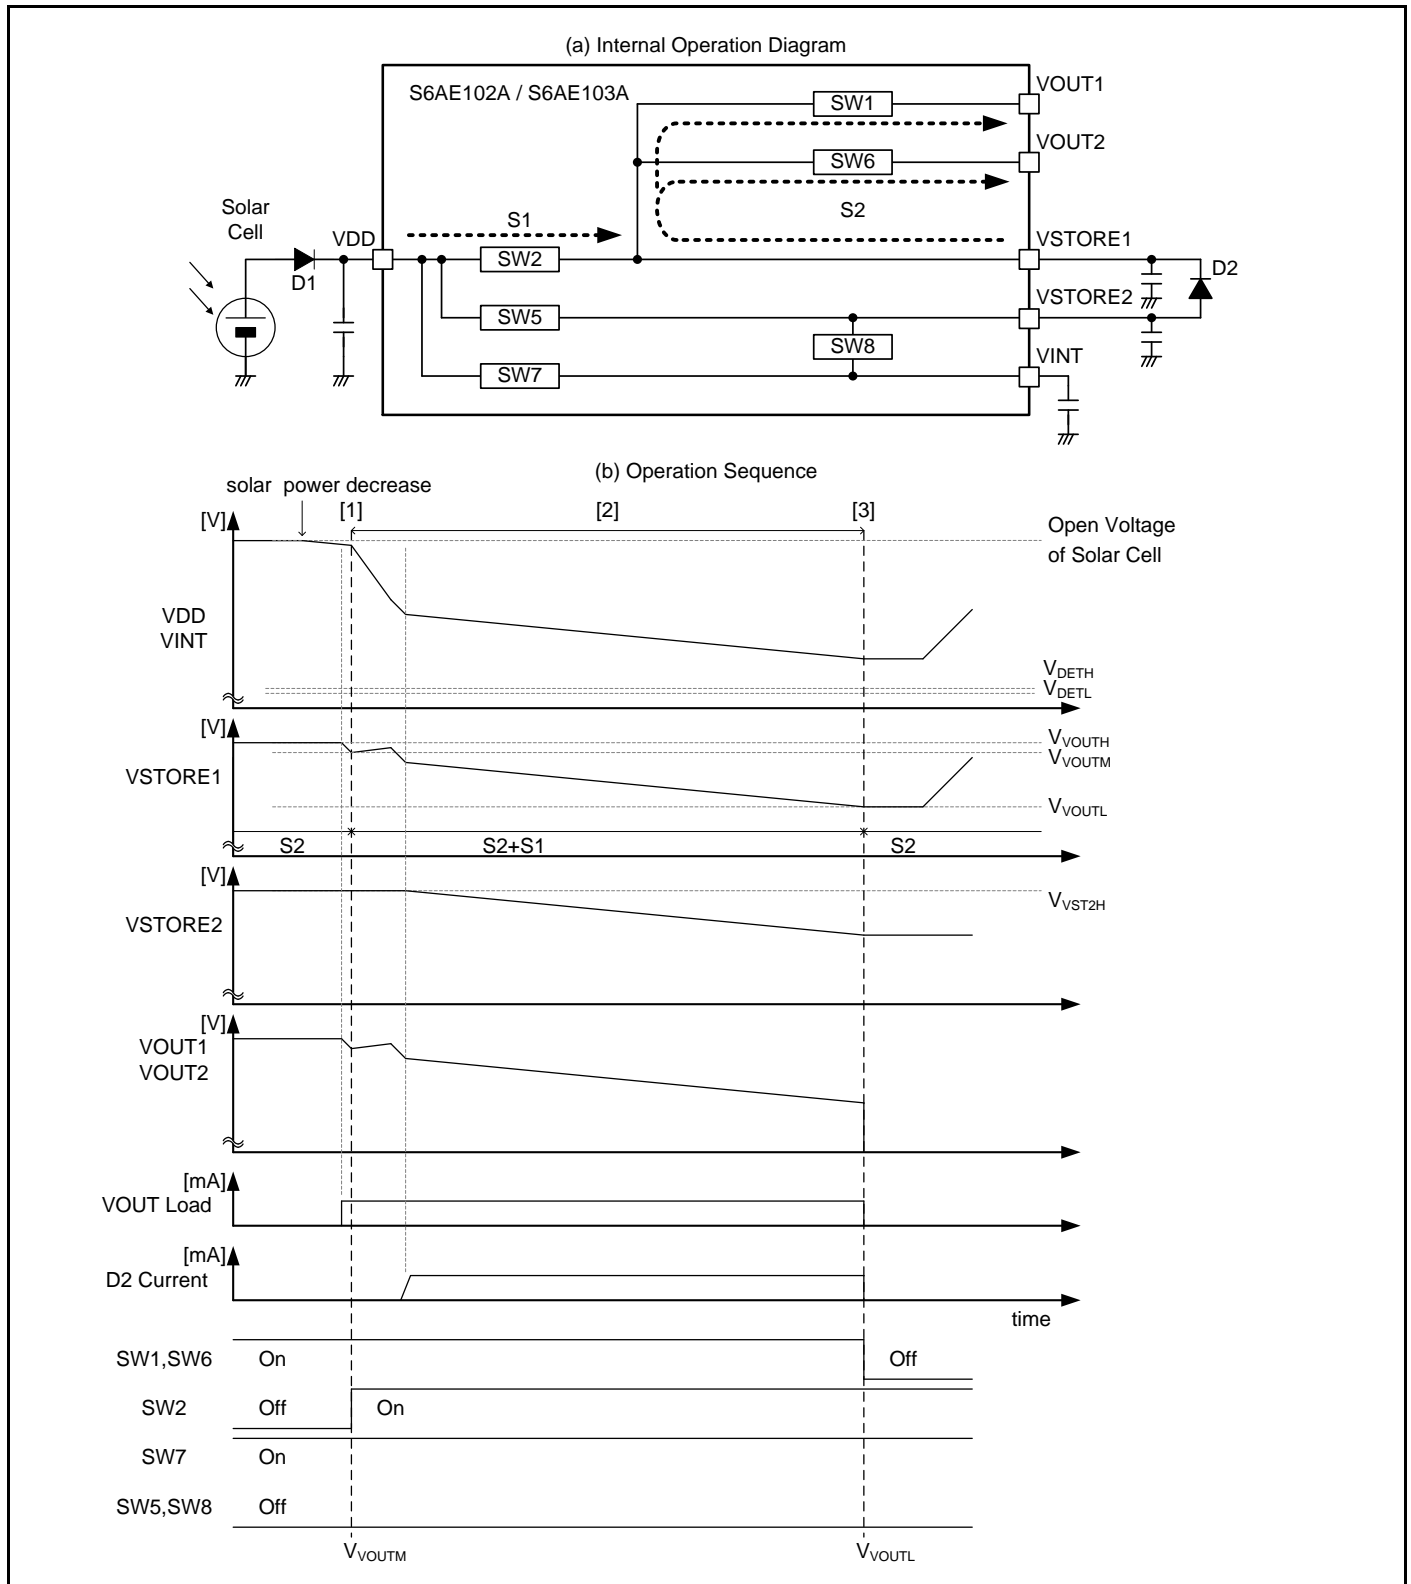 (a) Internal Operation Diagram
S6AE102A / S6AE103A
VOUT1
SW1
VOUT2
SW6
Solar
Cell
S1
S2
VDD
VSTORE1
SW2
D1
D2
VSTORE2
SW5
SW8
VINT
SW7
(b) Operation Sequence
solar power decrease
[1]
[2]
[3]
[V]
Open Voltage
of Solar Cell
VDD
VINT
VDETH
VDETL
[V]
VVOUTH
VVOUTM
VSTORE1
VVOUTL
S2
S2+S1
S2
[V]
VVST2H
VSTORE2
[V]
VOUT1
VOUT2
[mA]
VOUT Load
[mA]
D2 Current
time
SW1,SW6
On
Off
SW2
Off
On
SW7
On
SW5,SW8
Off
VVOUTM
VVOUTL